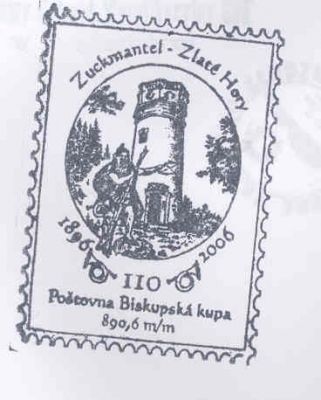 Zuckmantel - Zlaté Hory
1896 2006
110
Poštovna Biskupská kupa
890,6 m/m